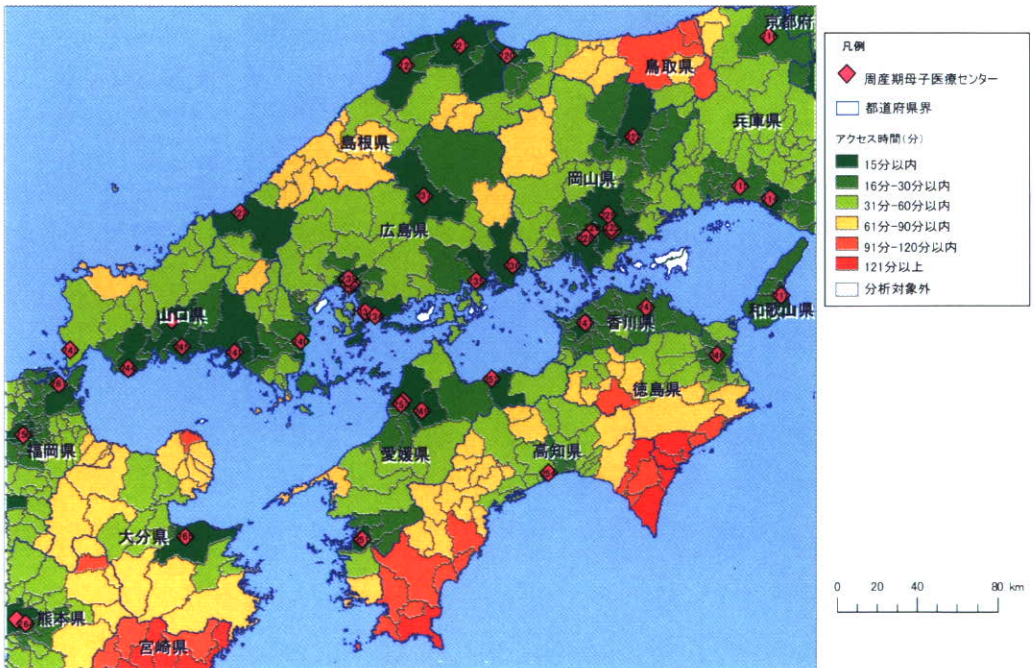 京都府
鳥取県
兵庫県
島根県
岡山県
広島県
山口県
香川県
和歌山県
徳島県
福岡県
愛媛県
高知県
大分県
熊本県
宮崎県
凡例
周産期母子医療センター
都道府県界
アクセス時間(分)
15分以内
16分-30分以内
31分-60分以内
61分-90分以内
91分-120分以内
121分以上
分析対象外
0 20 40 80 km